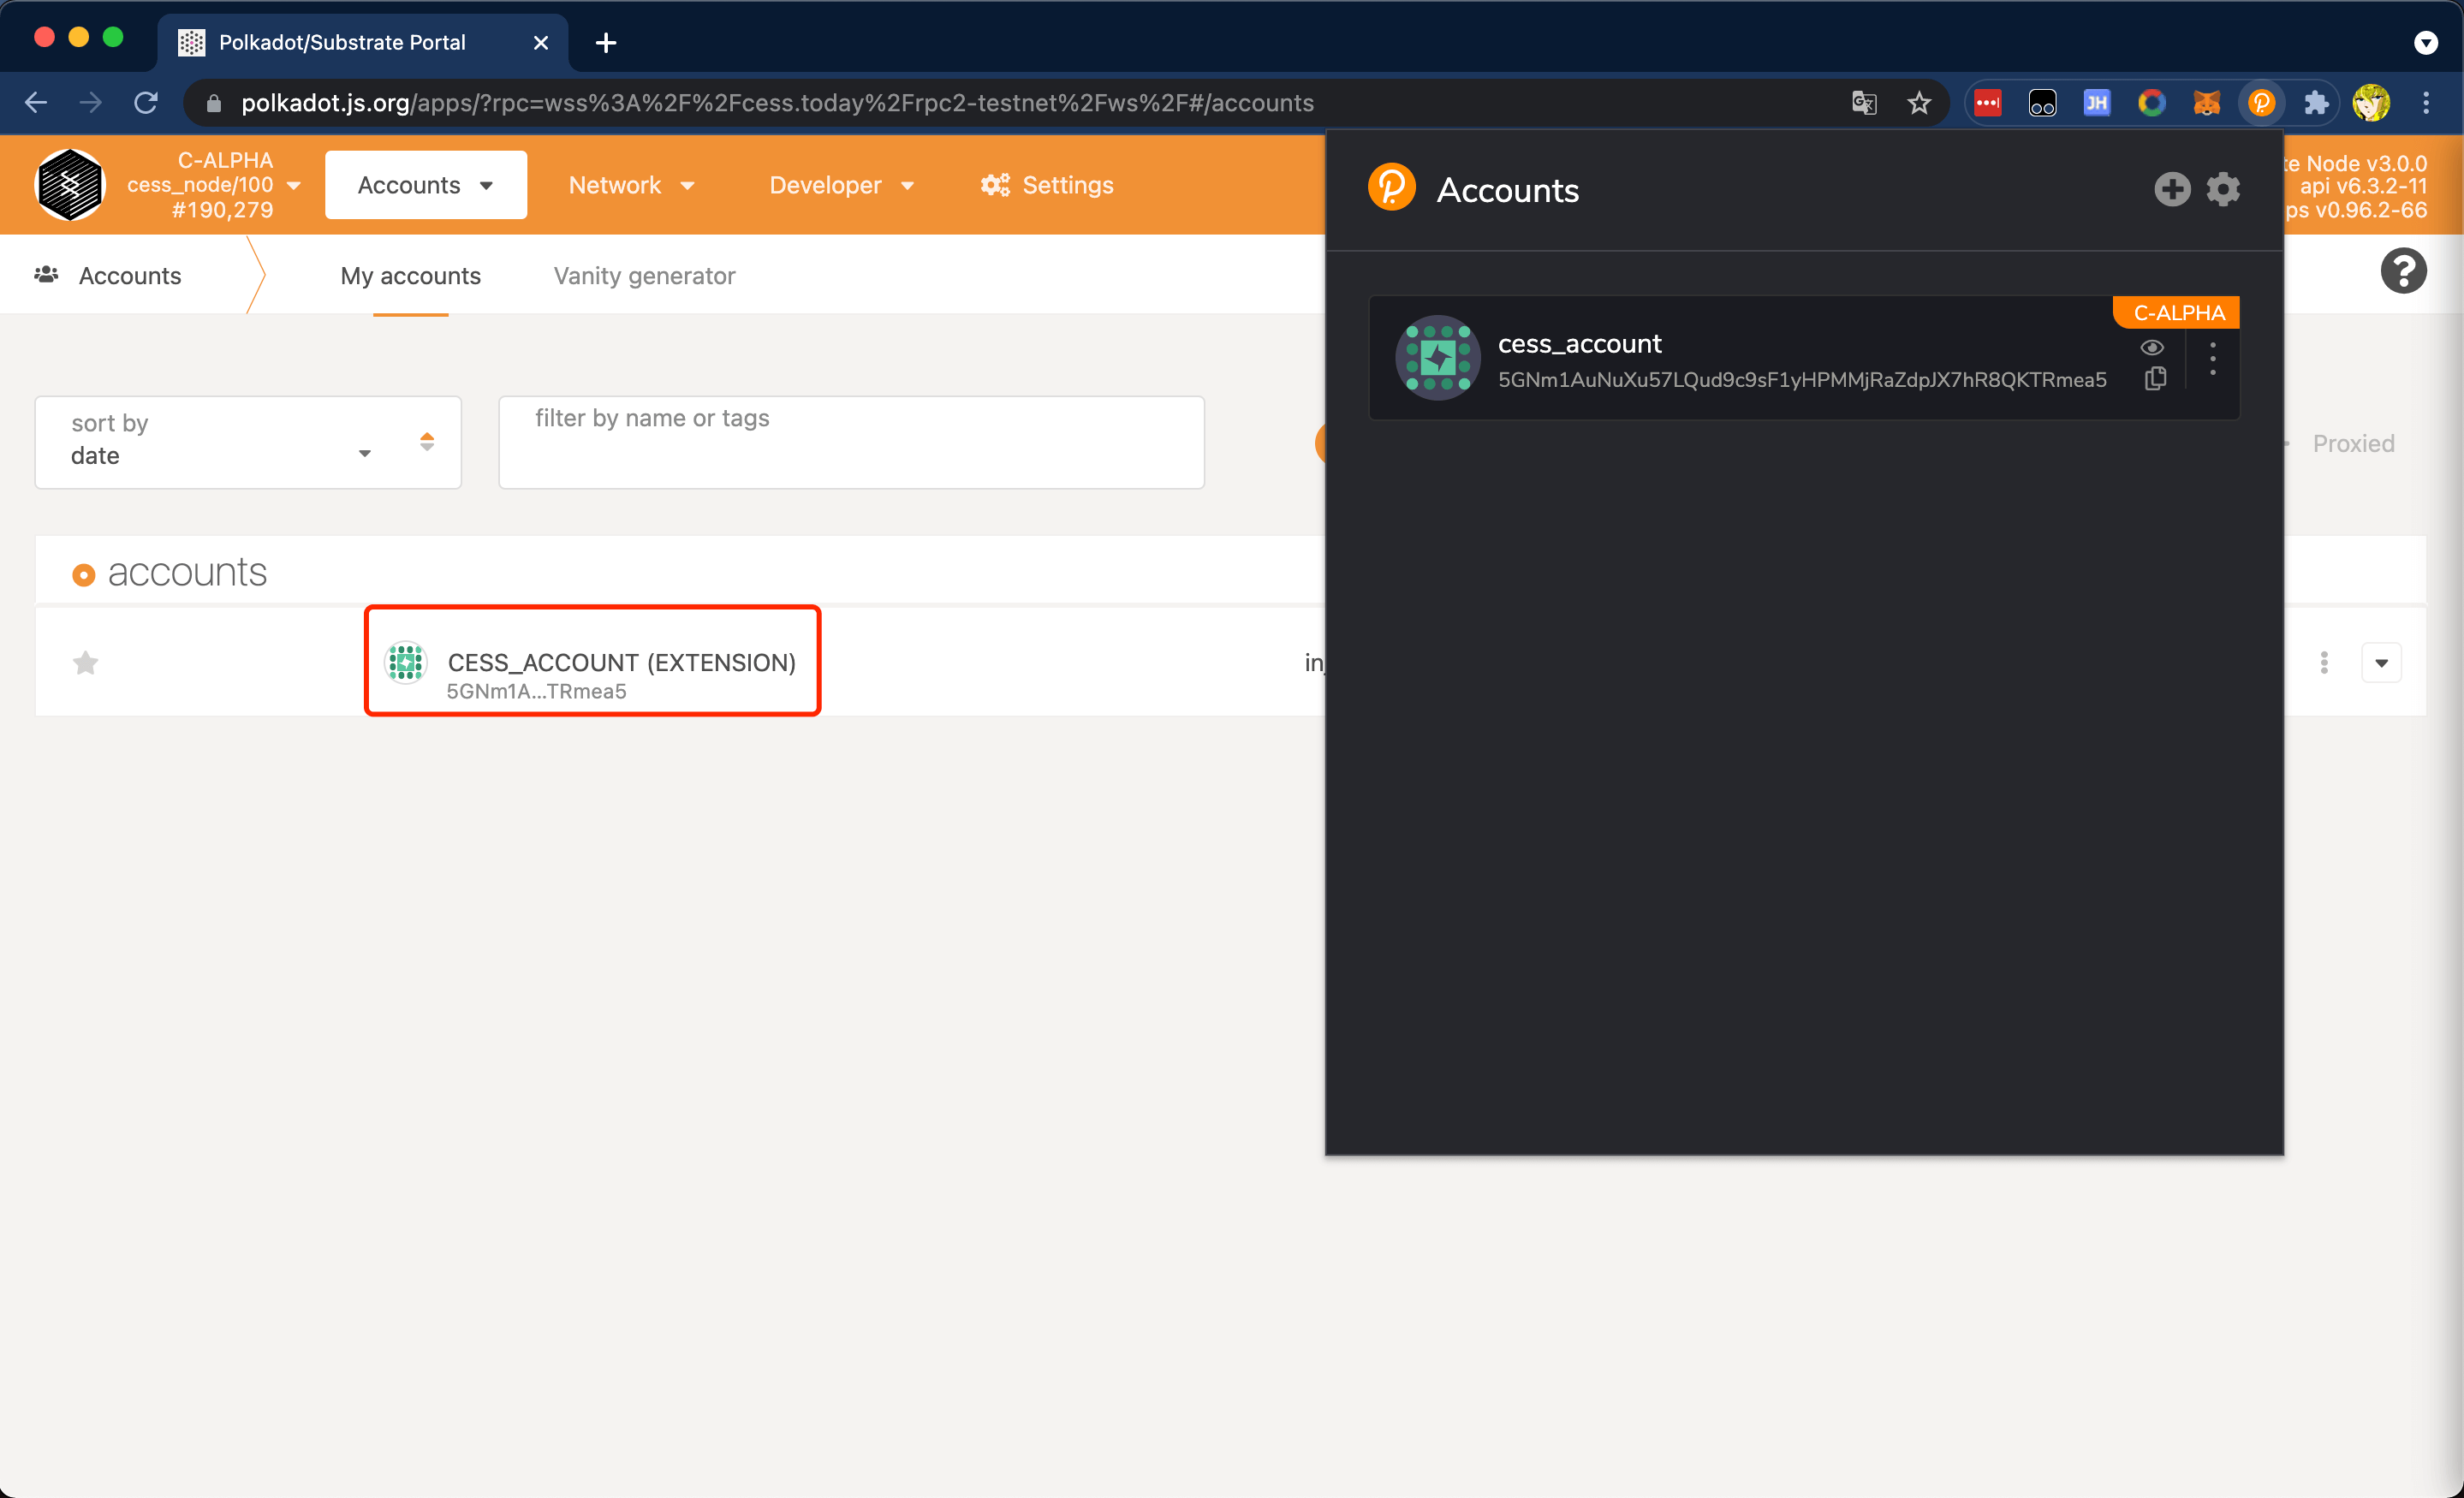 Polkadot/Substrate Portal
polkadot.js.org/apps/?rpc=wss%3A%2F%2Fcess.today%2Frpc2-testnet%2Fws%2F#/accounts
JH
C-ALPHA
cess_node/100
#190,279
Accounts
Network
Developer
Settings
Node v3.0.0
api v6.3.2-11
v0.96.2-66
Accounts
My accounts
Vanity generator
Accounts
C-ALPHA
cess_account
5GNm1AuNuXu57LQud9c9sF1yHPMMjRaZdpJX7hR8QKTRmea5
sort by
date
filter by name or tags
Proxied
accounts
CESS_ACCOUNT (EXTENSION)
5GNm1A...TRmea5